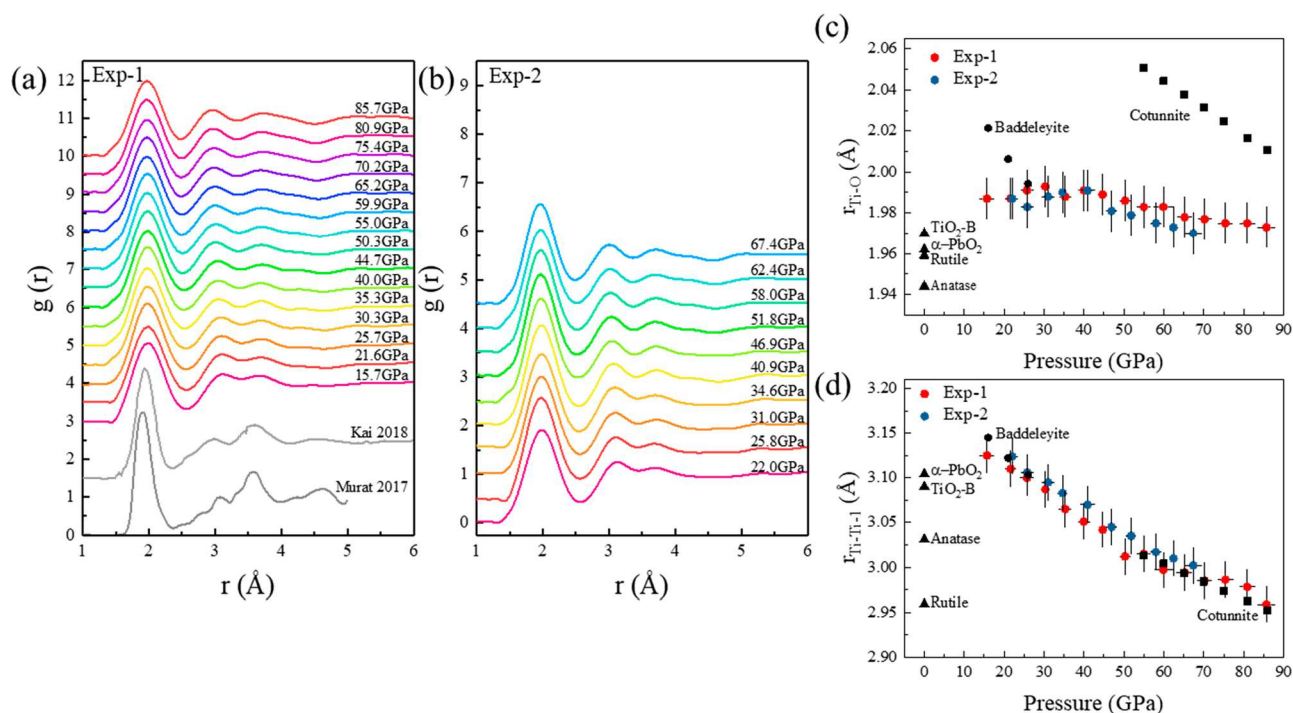 (a)
Exp-1
g (r)
12
11
10
9
8
7
6
5
4
3
2
1
0
85.7GPa
80.9GPa
75.4GPa
70.2GPa
65.2GPa
59.9GPa
55.0GPa
50.3GPa
44.7GPa
40.0GPa
35.3GPa
30.3GPa
25.7GPa
21.6GPa
15.7GPa
Kai 2018
Murat 2017
1 2 3 4 5 6
r (Å)
(b)
Exp-2
g (r)
9
8
7
6
5
4
3
2
1
0
67.4GPa
62.4GPa
58.0GPa
51.8GPa
46.9GPa
40.9GPa
34.6GPa
31.0GPa
25.8GPa
22.0GPa
1 2 3 4 5 6
r (Å)
(c)
r_Ti-O (Å)
2.06
2.04
2.02
2.00
1.98
1.96
1.94
Exp-1
Exp-2
Cotunnite
Baddeleyite
TiO₂-B
α-PbO₂
Rutile
Anatase
0 10 20 30 40 50 60 70 80 90
Pressure (GPa)
(d)
r_Ti-Ti-1 (Å)
3.20
3.15
3.10
3.05
3.00
2.95
2.90
Exp-1
Exp-2
Baddeleyite
α–PbO₂
TiO₂-B
Anatase
Rutile
Cotunnite
0 10 20 30 40 50 60 70 80 90
Pressure (GPa)